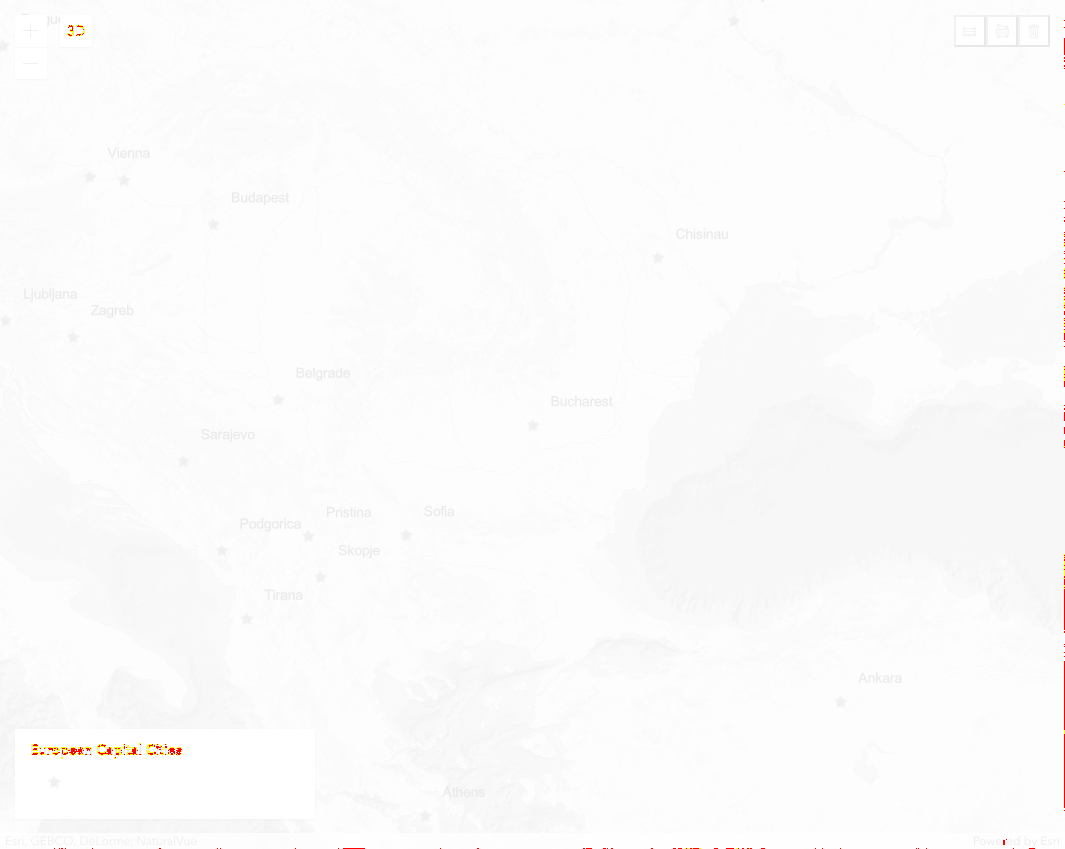 3D
Vienna
Budapest
Chisinau
Ljubljana
Zagreb
Belgrade
Bucharest
Sarajevo
Pristina
Sofia
Podgorica
Skopje
Tirana
Ankara
European Capital Cities
Athens
Esri, GEBCO, DeLorme, NaturalVue
Powered by Esri